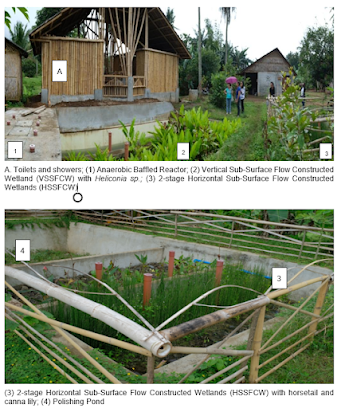 A
1
2
3
A. Toilets and showers; (1) Anaerobic Baffled Reactor; (2) Vertical Sub-Surface Flow Constructed
Wetland (VSSFCW) with Heliconia sp.; (3) 2-stage Horizontal Sub-Surface Flow Constructed
Wetlands (HSSFCW)
4
3
(3) 2-stage Horizontal Sub-Surface Flow Constructed Wetlands (HSSFCW) with horsetail and
canna lily; (4) Polishing Pond